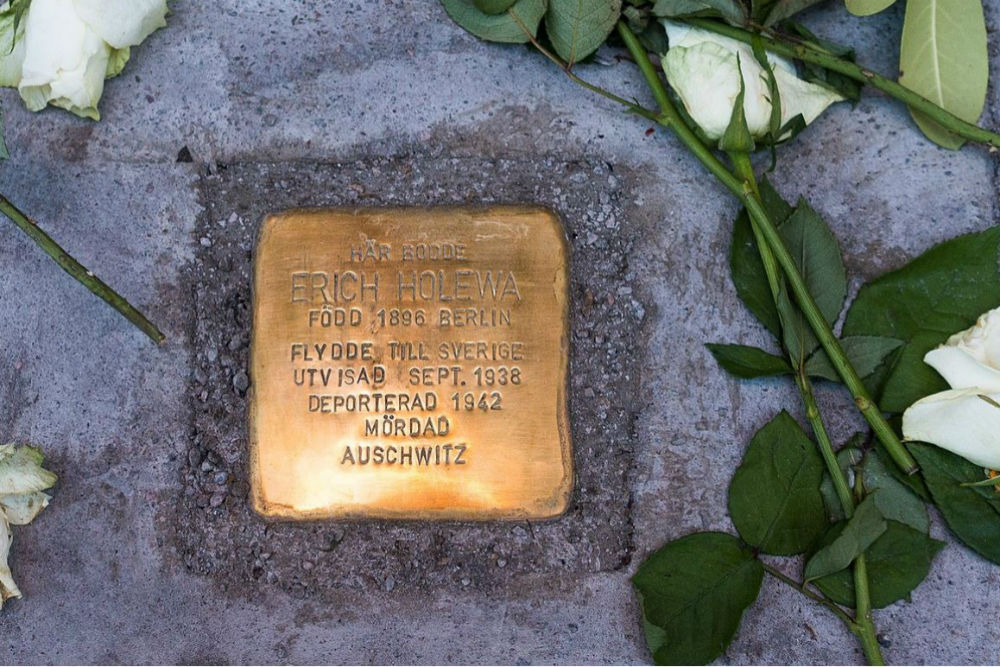 HÄR BODDE
ERICH HOLEWA
FÖDD 1896 BERLIN
FLYDDE TILL SVERIGE
UTVISAD SEPT. 1938
DEPORTERAD 1942
MÖRDAD
AUSCHWITZ